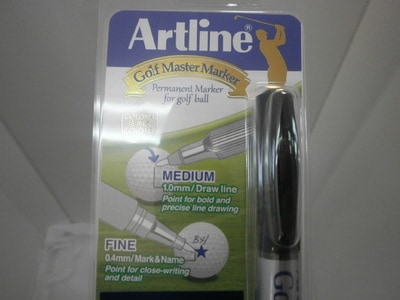 Artline®
Golf Master Marker
Permanent Marker
for golf ball
MEDIUM
1.0mm/Draw line
Point for bold and
precise line drawing
FINE
0.4mm/Mark & Name
Point for close-writing
and detail
Go